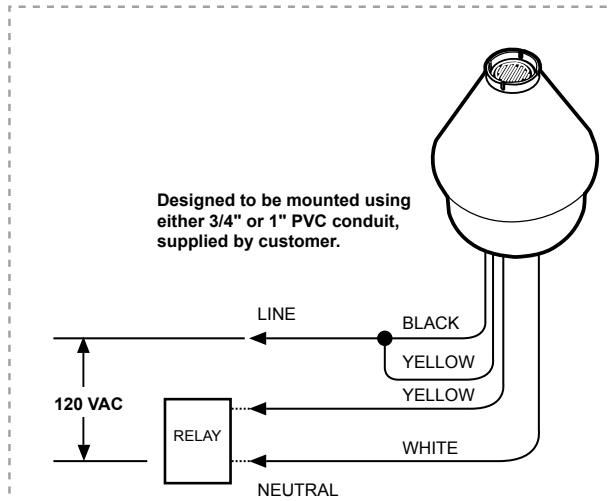 Designed to be mounted using
either 3/4" or 1" PVC conduit,
supplied by customer.
LINE
BLACK
YELLOW
YELLOW
120 VAC
RELAY
WHITE
NEUTRAL